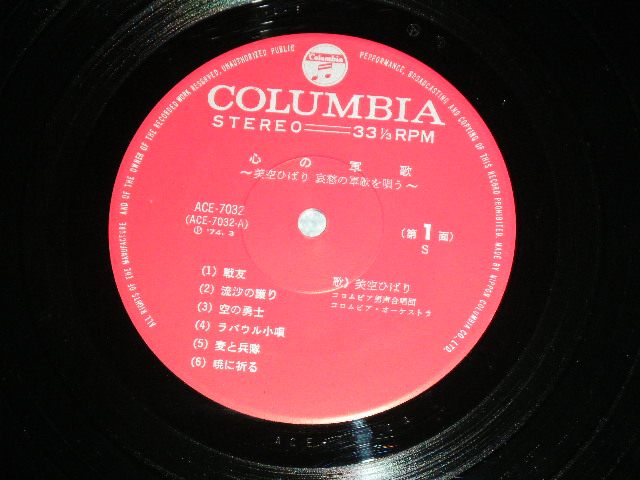 ALL RIGHTS OF THE MANUFACTURER AND OF THE OWNER OF THE RECORDED WORK RESERVED, UNAUTHORIZED PUBLIC PERFORMANCE, BROADCASTING AND COPYING OF THIS RECORD PROHIBITED. MADE BY NIPPON COLUMBIA CO., LTD.
Columbia
COLUMBIA
STEREO 33 1/3 RPM
心の軍歌
〜美空ひばり 哀愁の軍歌を唄う〜
ACE-7032
(ACE-7032-A)
Ⓟ '74. 3
(第1面)
S
(1) 戦友
(2) 流沙の護り
(3) 空の勇士
(4) ラバウル小唄
(5) 麦と兵隊
(6) 暁に祈る
歌》美空ひばり
コロムビア男声合唱団
コロムビア・オーケストラ
ACE